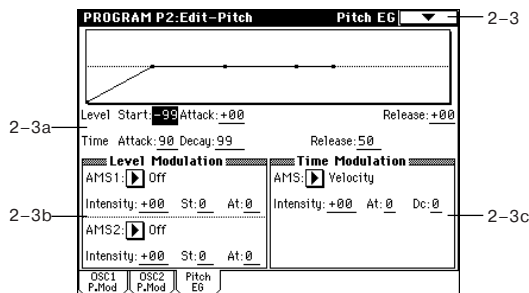 PROGRAM P2:Edit-Pitch Pitch EG
2-3
Level Start:-99 Attack:+00 Release:+00
2-3a
Time Attack:90 Decay:99 Release:50
Level Modulation
Time Modulation
AMS1: Off
AMS: Velocity
Intensity:+00 St:0 At:0
Intensity:+00 At:0 Dc:0
2-3b
2-3c
AMS2: Off
Intensity:+00 St:0 At:0
OSC1 P.Mod
OSC2 P.Mod
Pitch EG